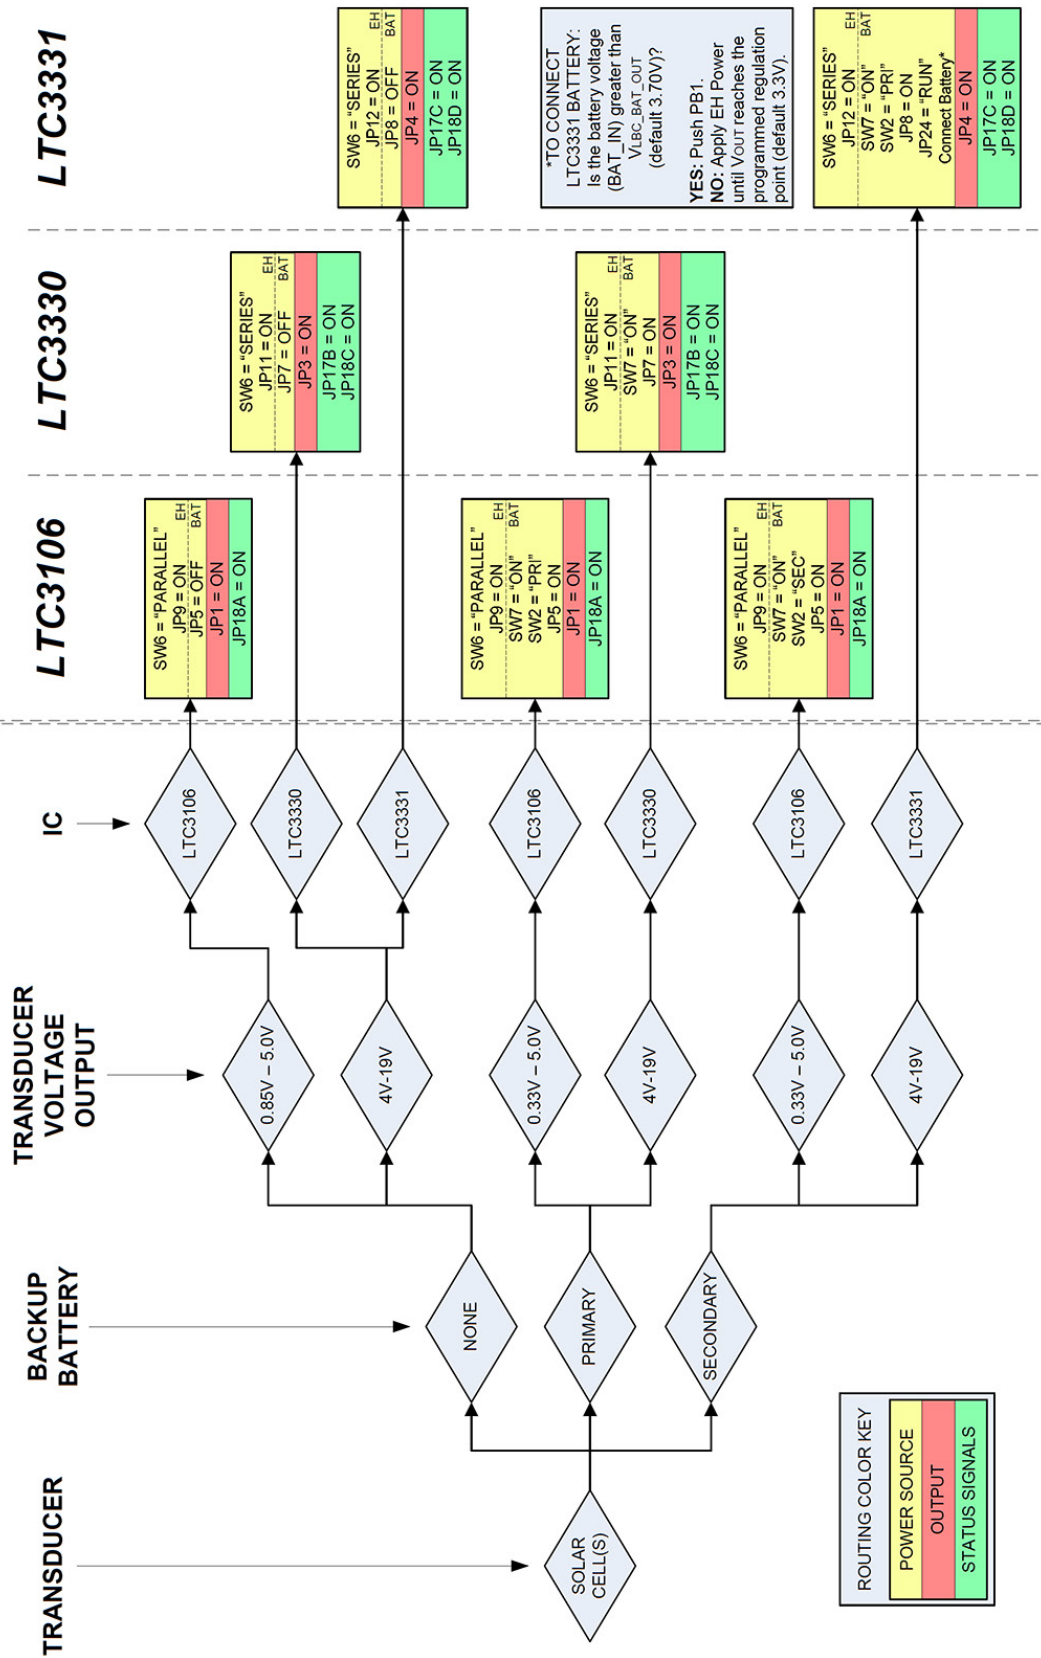 TRANSDUCER
BACKUP
BATTERY
TRANSDUCER
VOLTAGE
OUTPUT
IC
LTC3106
LTC3330
LTC3331
SOLAR
CELL(S)
NONE
PRIMARY
SECONDARY
0.85V – 5.0V
4V-19V
0.33V – 5.0V
4V-19V
0.33V – 5.0V
4V-19V
LTC3106
LTC3330
LTC3331
LTC3106
LTC3330
LTC3106
LTC3331
SW6 = “PARALLEL”
JP9 = ON
EH
JP5 = OFF
BAT
JP1 = ON
JP18A = ON
SW6 = “SERIES”
JP11 = ON
EH
JP7 = OFF
BAT
JP3 = ON
JP17B = ON
JP18C = ON
SW6 = “SERIES”
JP12 = ON
EH
JP8 = OFF
BAT
JP4 = ON
JP17C = ON
JP18D = ON
SW6 = “PARALLEL”
JP9 = ON
EH
SW7 = “ON”
BAT
SW2 = “PRI”
JP5 = ON
JP1 = ON
JP18A = ON
SW6 = “SERIES”
JP11 = ON
EH
SW7 = “ON”
BAT
JP7 = ON
JP3 = ON
JP17B = ON
JP18C = ON
*TO CONNECT
LTC3331 BATTERY:
Is the battery voltage
(BAT_IN) greater than
VLBC_BAT_OUT
(default 3.70V)?
YES: Push PB1.
NO: Apply EH Power
until VOUT reaches the
programmed regulation
point (default 3.3V).
SW6 = “PARALLEL”
JP9 = ON
EH
SW7 = “ON”
BAT
SW2 = “SEC”
JP5 = ON
JP1 = ON
JP18A = ON
SW6 = “SERIES”
JP12 = ON
EH
SW7 = “ON”
BAT
SW2 = “PRI”
JP8 = ON
JP24 = “RUN”
Connect Battery*
JP4 = ON
JP17C = ON
JP18D = ON
ROUTING COLOR KEY
POWER SOURCE
OUTPUT
STATUS SIGNALS